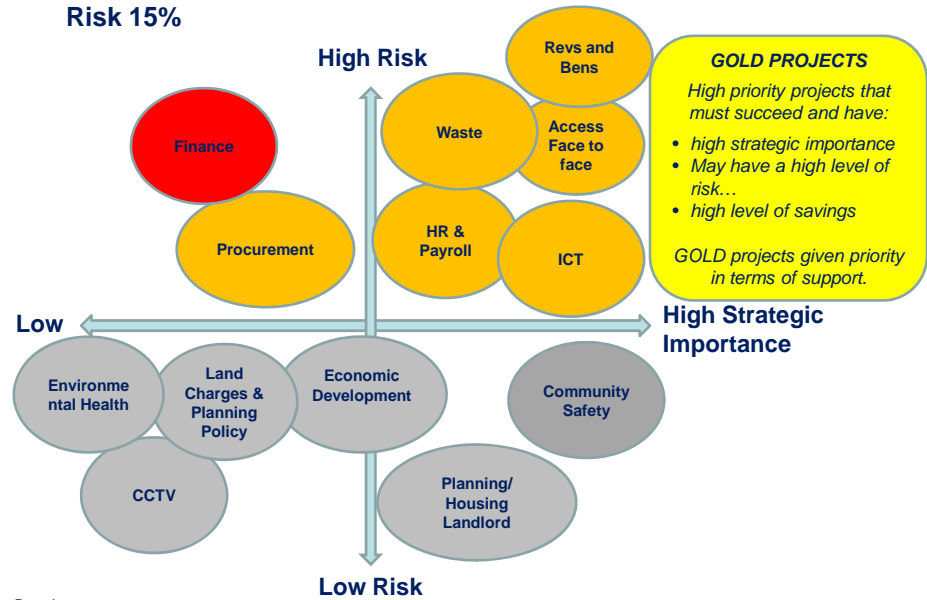 Risk 15%
High Risk
Revs and
Bens
Finance
Waste
Access
Face to
face
Procurement
HR &
Payroll
ICT
GOLD PROJECTS
High priority projects that
must succeed and have:
• high strategic importance
• May have a high level of
risk…
• high level of savings
GOLD projects given priority
in terms of support.
Low
High Strategic
Importance
Environme
ntal Health
Land
Charges &
Planning
Policy
Economic
Development
Community
Safety
CCTV
Planning/
Housing
Landlord
Low Risk